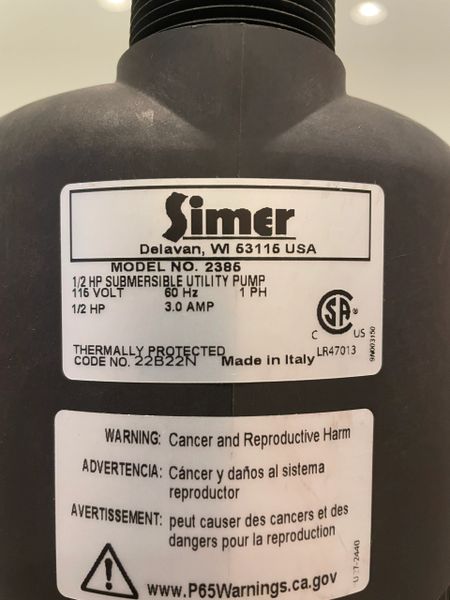 Simer
Delavan, WI 53115 USA
MODEL NO. 2385
1/2 HP SUBMERSIBLE UTILITY PUMP
115 VOLT 60 Hz 1 PH
1/2 HP 3.0 AMP
SA ®
C US
THERMALLY PROTECTED LR47013
CODE NO. 22B22N Made in Italy
9N003150
WARNING: Cancer and Reproductive Harm
ADVERTENCIA: Cáncer y daños al sistema
reproductor
AVERTISSEMENT: peut causer des cancers et des
dangers pour la reproduction
! www.P65Warnings.ca.gov